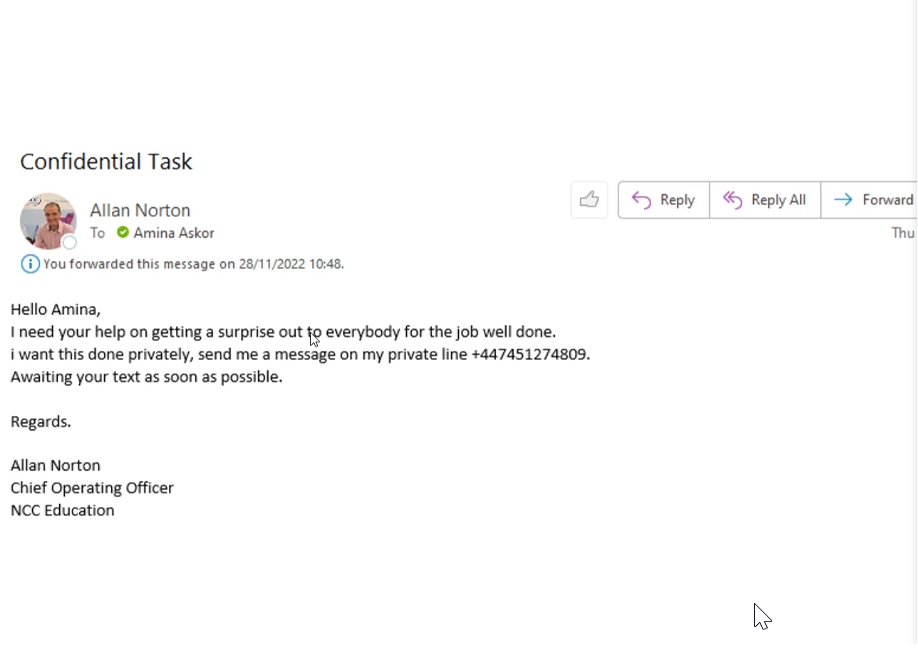 Confidential Task
Allan Norton
To Amina Askor
Reply
Reply All
Forward
Thu
You forwarded this message on 28/11/2022 10:48.
Hello Amina,
I need your help on getting a surprise out to everybody for the job well done.
i want this done privately, send me a message on my private line +447451274809.
Awaiting your text as soon as possible.
Regards.
Allan Norton
Chief Operating Officer
NCC Education